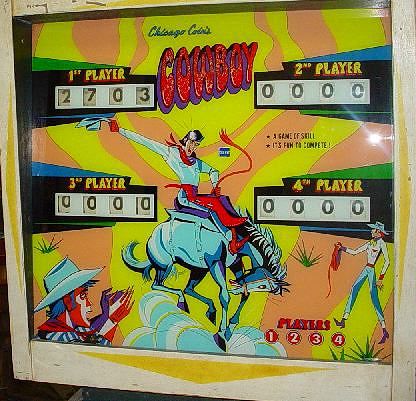 Chicago Coin's
COWBOY
1ST PLAYER
2703
2ND PLAYER
0000
★ A GAME OF SKILL
★ IT'S FUN TO COMPETE!
3RD PLAYER
0000
4TH PLAYER
0000
PLAYERS
1 2 3 4